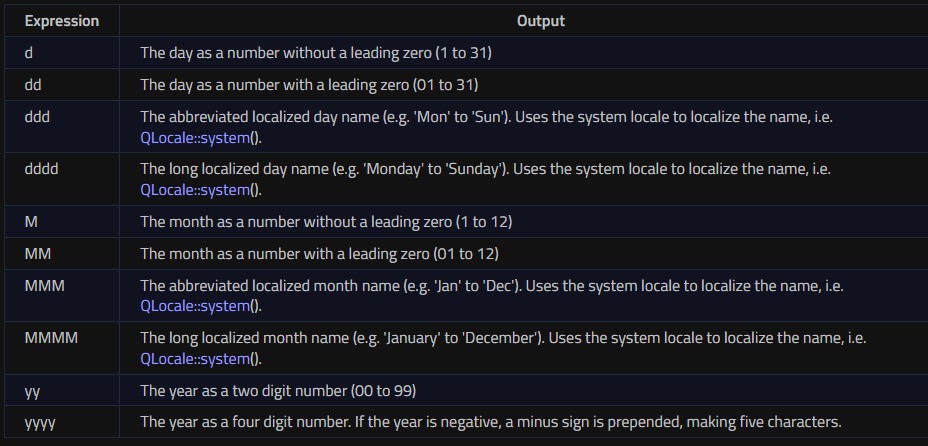 Expression Output
d The day as a number without a leading zero (1 to 31)
dd The day as a number with a leading zero (01 to 31)
ddd The abbreviated localized day name (e.g. 'Mon' to 'Sun'). Uses the system locale to localize the name, i.e.
QLocale::system().
dddd The long localized day name (e.g. 'Monday' to 'Sunday'). Uses the system locale to localize the name, i.e.
QLocale::system().
M The month as a number without a leading zero (1 to 12)
MM The month as a number with a leading zero (01 to 12)
MMM The abbreviated localized month name (e.g. 'Jan' to 'Dec'). Uses the system locale to localize the name, i.e.
QLocale::system().
MMMM The long localized month name (e.g. 'January' to 'December'). Uses the system locale to localize the name, i.e.
QLocale::system().
yy The year as a two digit number (00 to 99)
yyyy The year as a four digit number. If the year is negative, a minus sign is prepended, making five characters.